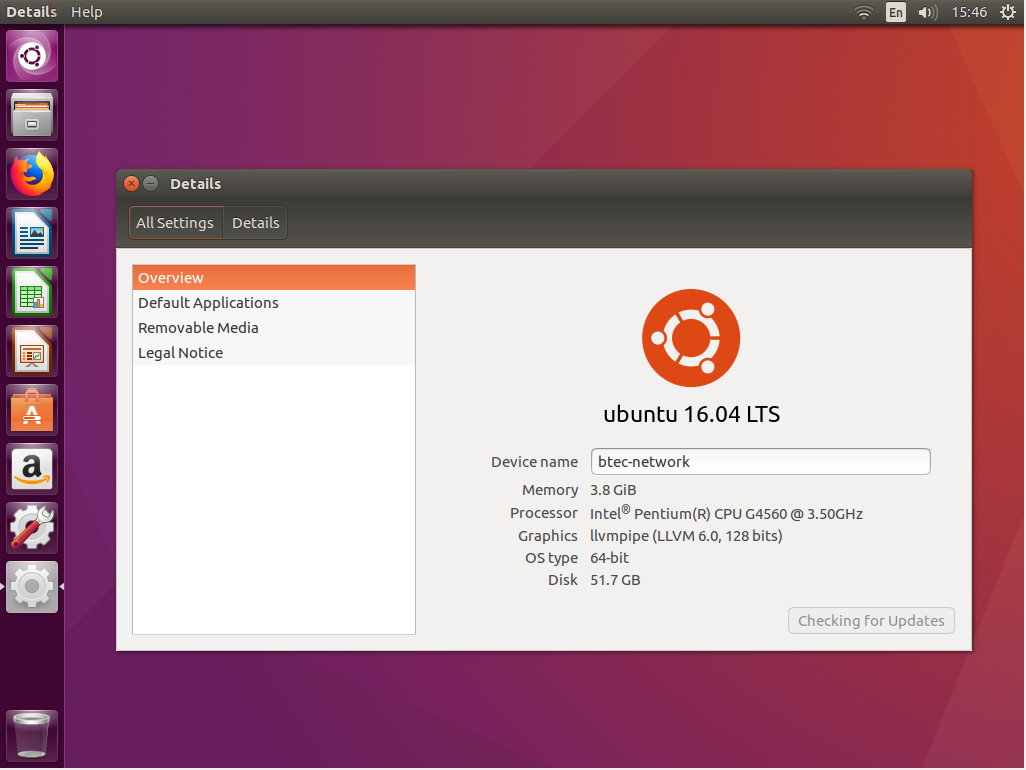 Details Help En 15:46
Details
All Settings Details
Overview
Default Applications
Removable Media
Legal Notice
ubuntu 16.04 LTS
Device name btec-network
Memory 3.8 GiB
Processor Intel® Pentium(R) CPU G4560 @ 3.50GHz
Graphics llvmpipe (LLVM 6.0, 128 bits)
OS type 64-bit
Disk 51.7 GB
Checking for Updates
A
a